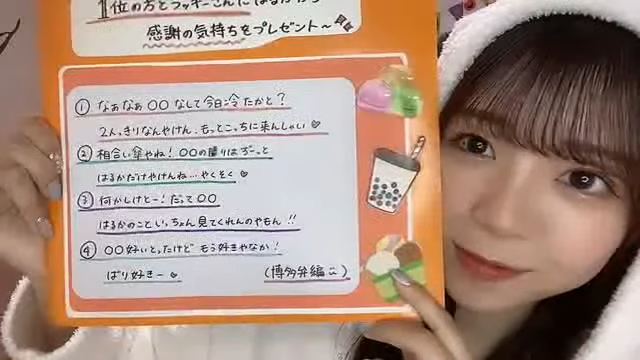 1位の方とラッキーさんにはるかから
感謝の気持ちをプレゼント〜
① なぁなぁ〇〇なして今日冷たかと?
2人きりなんやけん、もっとこっちに来んしゃい♡
② 相合い傘やね!〇〇の隣りはずーっと
はるかだけやけんね…やくそく♡
③ 何かしけとー!だって〇〇
はるかのこといっちょん見てくれんのやもん!!
④ 〇〇好いとったけど もう好きやなか!
ばり好きー♡
(博多弁編)